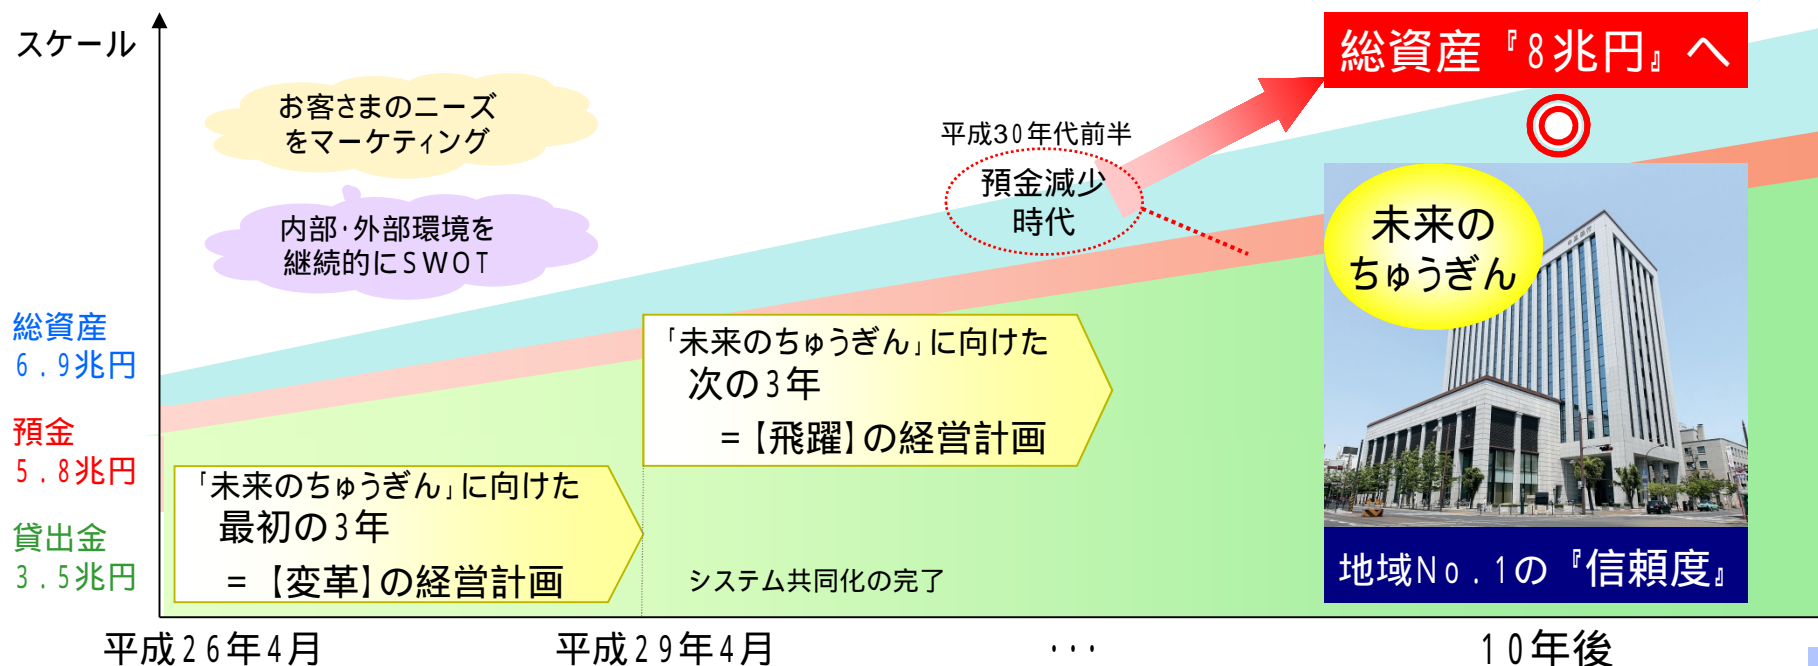 スケール
お客さまのニーズ
をマーケティング
内部・外部環境を
継続的にSWOT
総資産
6.9兆円
預金
5.8兆円
貸出金
3.5兆円
「未来のちゅうぎん」に向けた
最初の3年
=【変革】の経営計画
「未来のちゅうぎん」に向けた
次の3年
=【飛躍】の経営計画
システム共同化の完了
平成30年代前半
預金減少
時代
総資産『8兆円』へ
◎
未来の
ちゅうぎん
地域No.1の『信頼度』
平成26年4月
平成29年4月
・・・
10年後